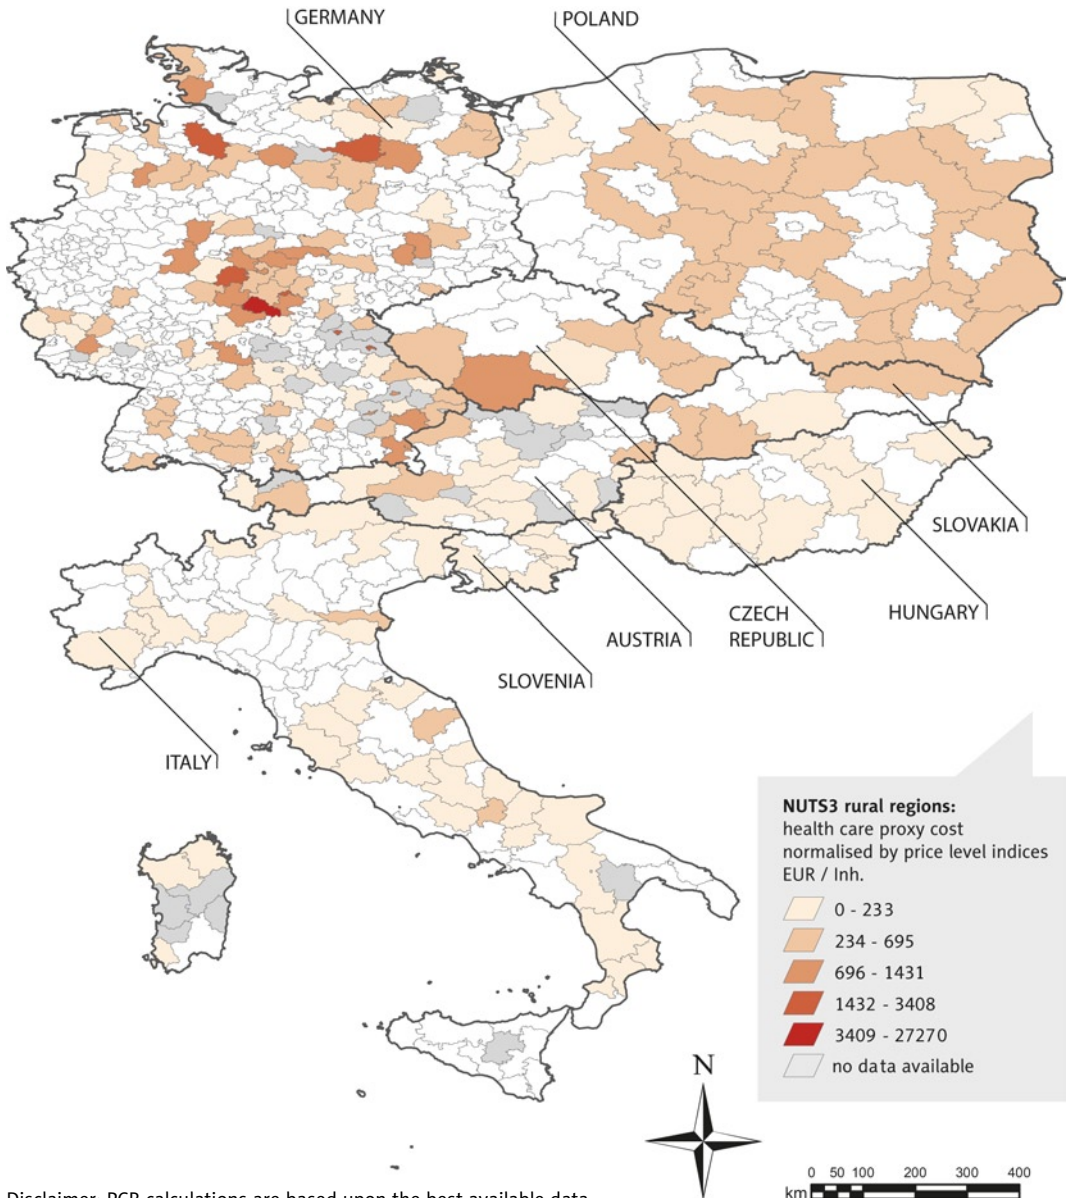 GERMANY
POLAND
SLOVAKIA
HUNGARY
CZECH
REPUBLIC
AUSTRIA
SLOVENIA
ITALY
NUTS3 rural regions:
health care proxy cost
normalised by price level indices
EUR / Inh.
0 - 233
234 - 695
696 - 1431
1432 - 3408
3409 - 27270
no data available
N
0 50 100 200 300 400
km
Disclaimer: PCB calculations are based upon the best available data